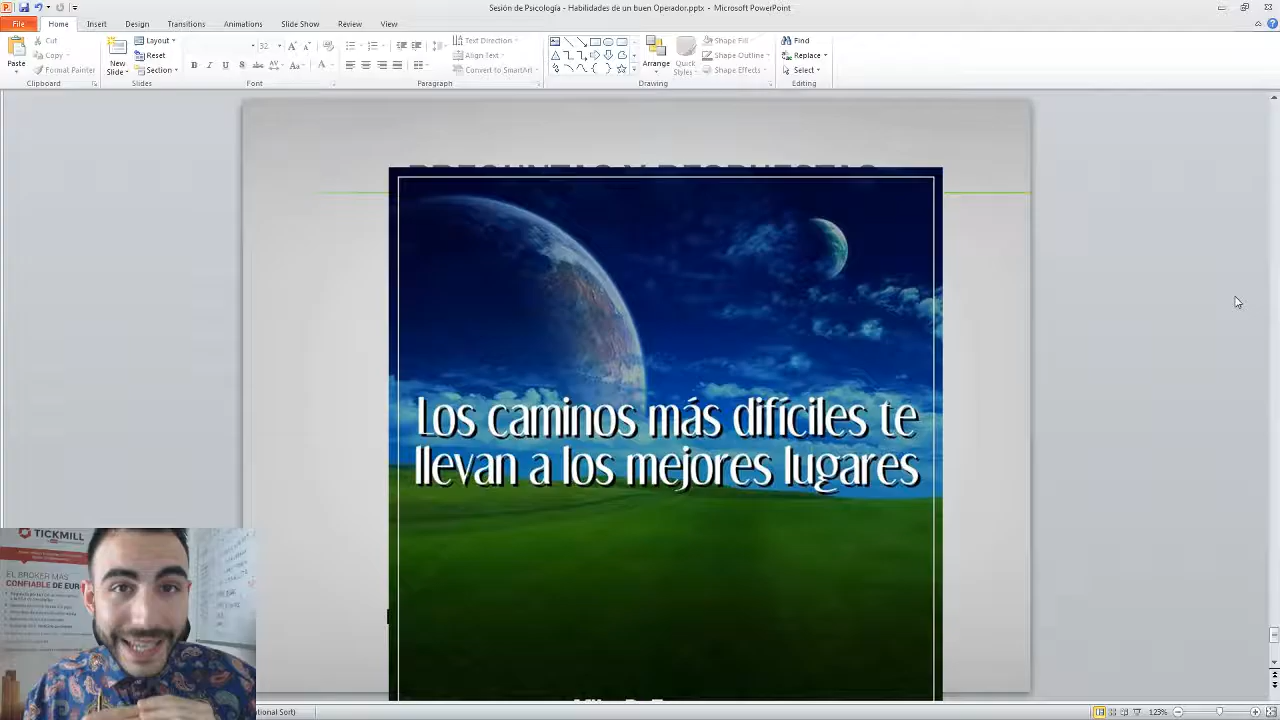 Sesión de Psicología - Habilidades de un buen Operador.pptx - Microsoft PowerPoint
File Home Insert Design Transitions Animations Slide Show Review View
Cut
Copy
Format Painter
Paste
Clipboard
New
Slide
Layout
Reset
Section
Slides
32
Font
Text Direction
Align Text
Convert to SmartArt
Paragraph
Arrange
Quick
Styles
Shape Fill
Shape Outline
Shape Effects
Drawing
Find
Replace
Select
Editing
PREGUNTAS Y RESPUESTAS
Los caminos más difíciles te
llevan a los mejores lugares
TICKMILL
EL BROKER MÁS
CONFIABLE DE EUR
123%